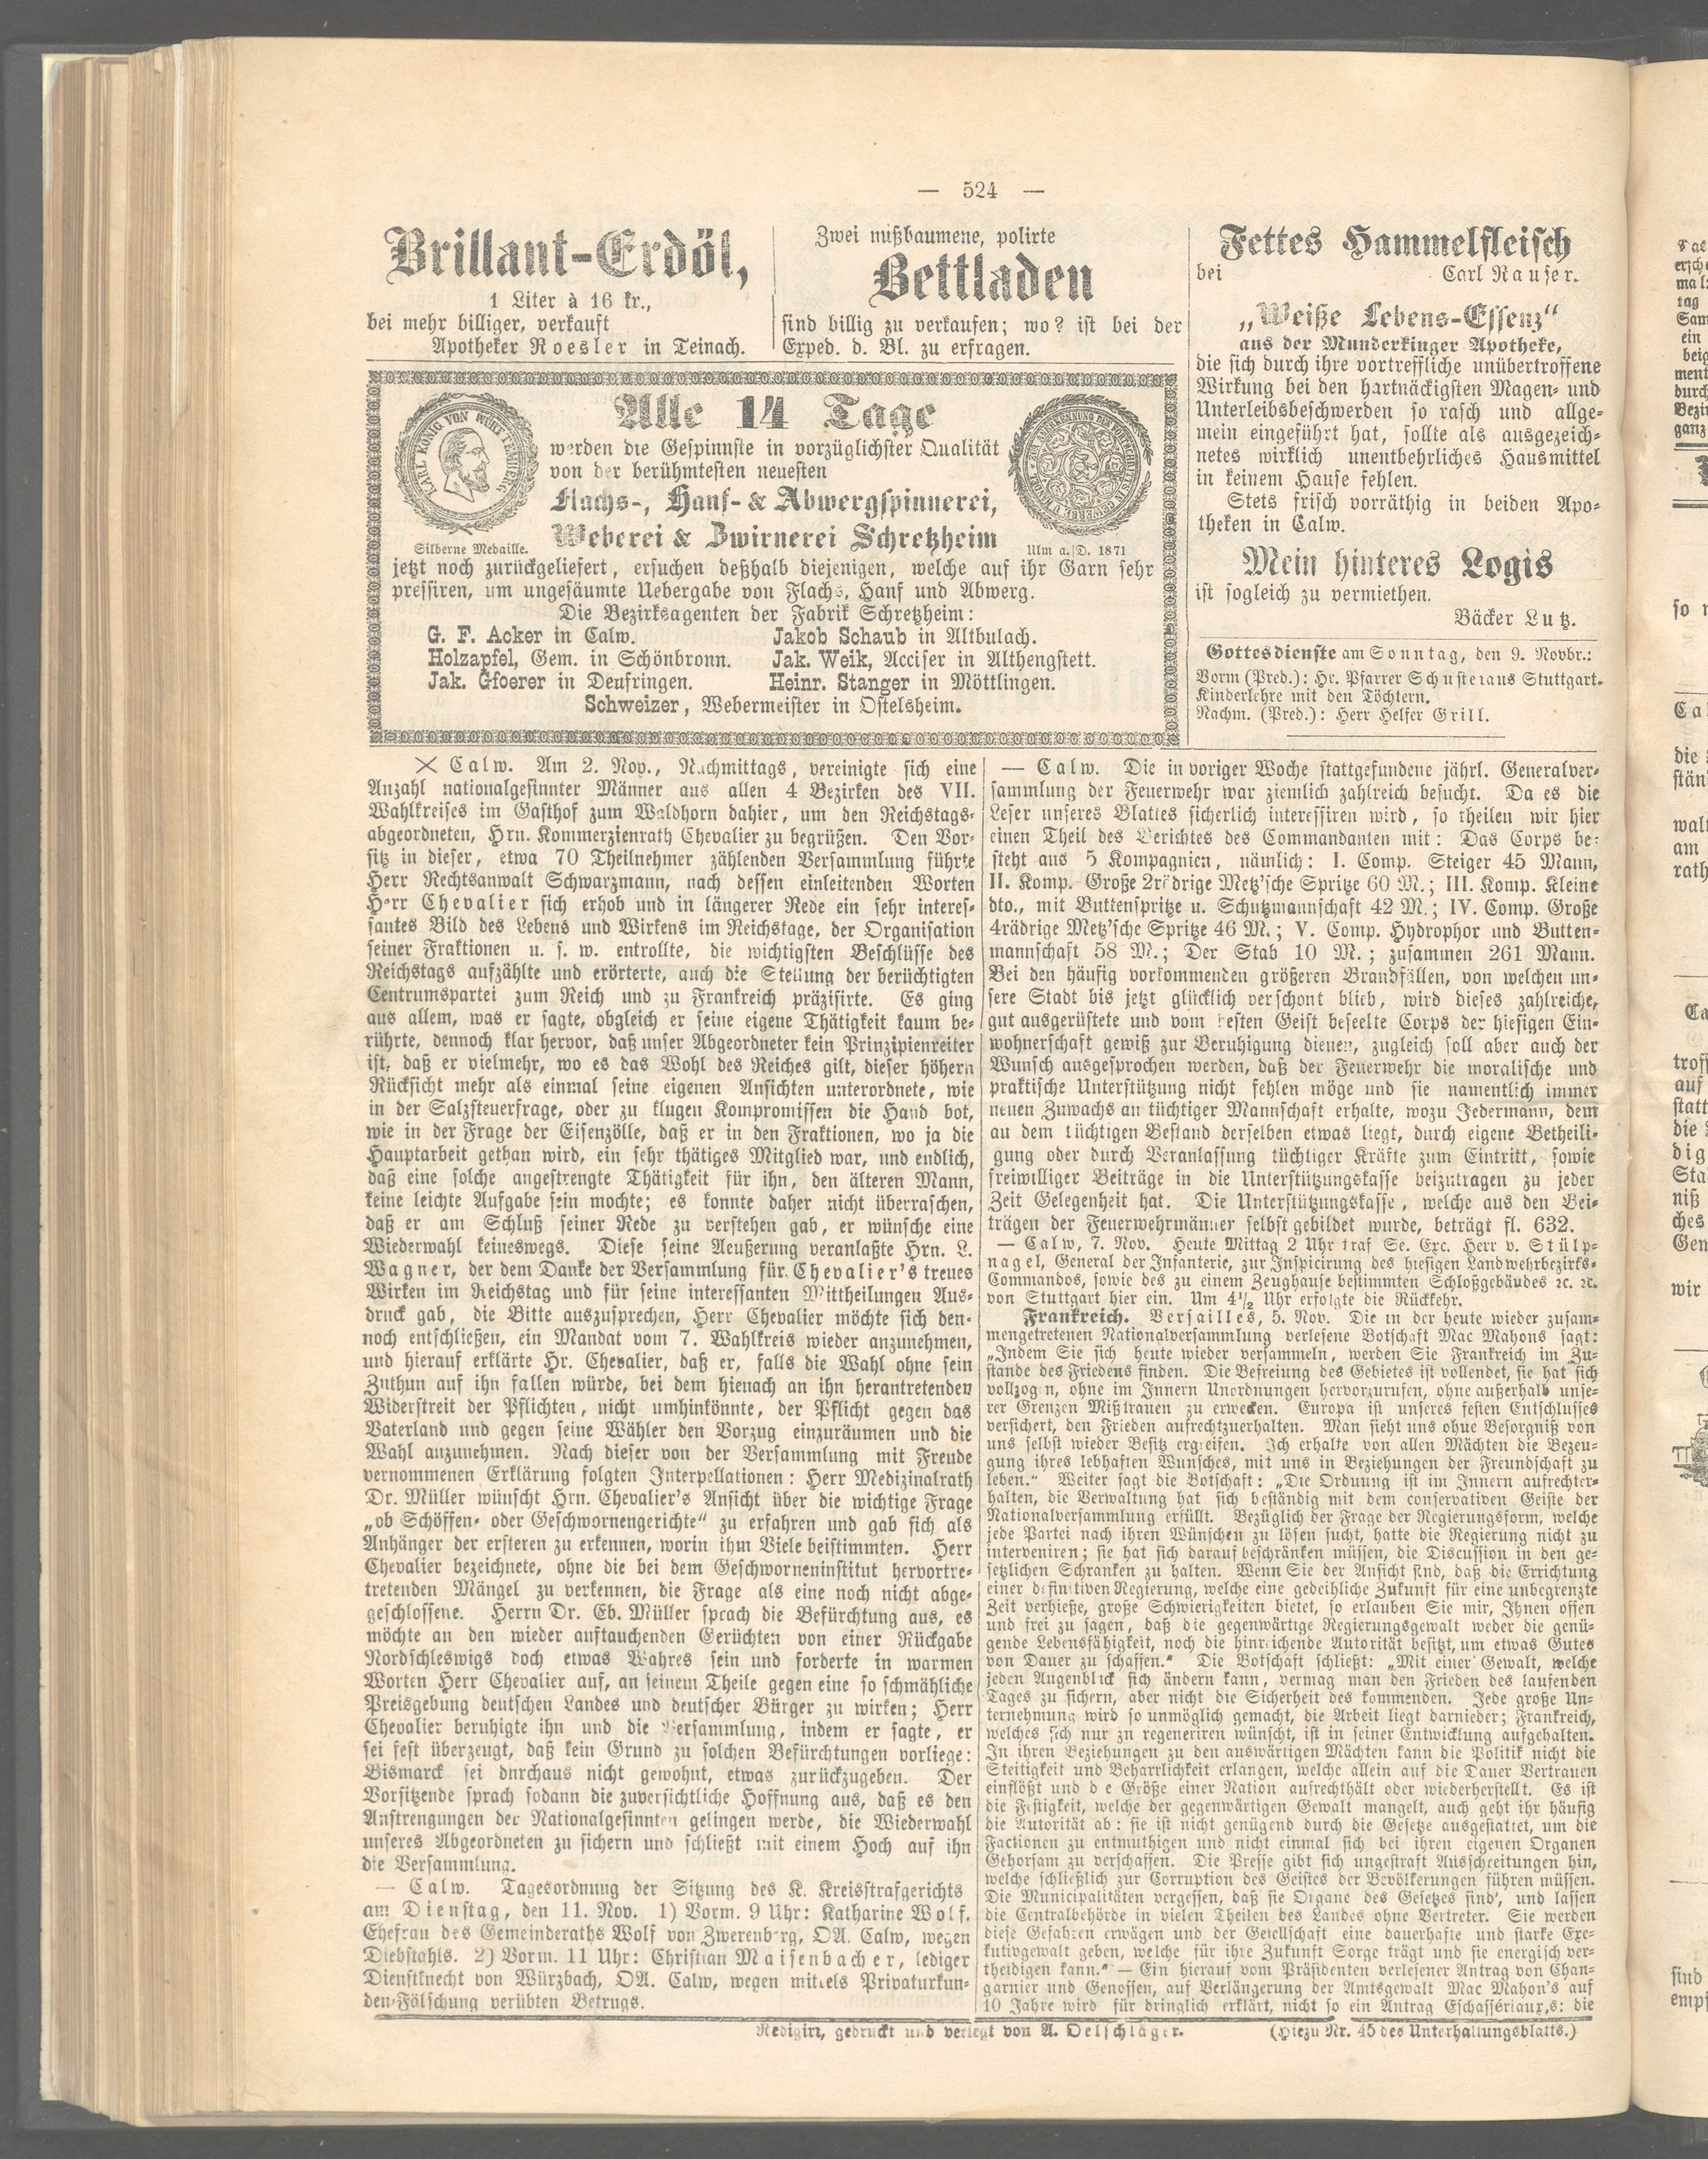 — 524 —
Brillant-Erdöl,
1 Liter à 16 kr.,
bei mehr billiger, verkauft
Apotheker Roesler in Teinach.
Zwei nußbaumene, polirte
Bettladen
sind billig zu verkaufen; wo? ist bei der
Exped. d. Bl. zu erfragen.
KARL KÖNIG VON WÜRTTEMBERG
Silberne Medaille.
Alle 14 Tage
werden die Gespinnste in vorzüglichster Qualität
von der berühmtesten neuesten
Flachs-, Hanf- & Abwergspinnerei,
Weberei & Zwirnerei Schretzheim
Ulm a. D. 1871
jetzt noch zurückgeliefert, ersuchen deßhalb diejenigen, welche auf ihr Garn sehr
pressiren, um ungesäumte Uebergabe von Flachs, Hanf und Abwerg.
Die Bezirksagenten der Fabrik Schretzheim:
G. F. Acker in Calw.
Jakob Schaub in Altbulach.
Holzapfel, Gem. in Schönbronn.
Jak. Weik, Acciser in Althengstett.
Jak. Gfoerer in Deufringen.
Heinr. Stanger in Möttlingen.
Schweizer, Webermeister in Ostelsheim.
Fettes Hammelfleisch
bei Carl Rauser.
„Weiße Lebens-Essenz“
aus der Munderkinger Apotheke,
die sich durch ihre vortreffliche unübertroffene
Wirkung bei den hartnäckigsten Magen- und
Unterleibsbeschwerden so rasch und allge-
mein eingeführt hat, sollte als ausgezeich-
netes wirklich unentbehrliches Hausmittel
in keinem Hause fehlen.
Stets frisch vorräthig in beiden Apo-
theken in Calw.
Mein hinteres Logis
ist sogleich zu vermiethen.
Bäcker Lutz.
Gottesdienste am Sonntag, den 9. Novbr.:
Vorm (Pred.): Hr. Pfarrer Schuster aus Stuttgart.
Kinderlehre mit den Töchtern.
Nachm. (Pred.): Herr Helfer Grill.
× Calw. Am 2. Nov., Nachmittags, vereinigte sich eine
Anzahl nationalgesinnter Männer aus allen 4 Bezirken des VII.
Wahlkreises im Gasthof zum Waldhorn dahier, um den Reichstags-
abgeordneten, Hrn. Kommerzienrath Chevalier zu begrüßen. Den Vor-
sitz in dieser, etwa 70 Theilnehmer zählenden Versammlung führte
Herr Rechtsanwalt Schwarzmann, nach dessen einleitenden Worten
Herr Chevalier sich erhob und in längerer Rede ein sehr interes-
santes Bild des Lebens und Wirkens im Reichstage, der Organisation
seiner Fraktionen u. s. w. entrollte, die wichtigsten Beschlüsse des
Reichstags aufzählte und erörterte, auch die Stellung der berüchtigten
Centrumspartei zum Reich und zu Frankreich präzisirte. Es ging
aus allem, was er sagte, obgleich er seine eigene Thätigkeit kaum be-
rührte, dennoch klar hervor, daß unser Abgeordneter kein Prinzipienreiter
ist, daß er vielmehr, wo es das Wohl des Reiches gilt, dieser höhern
Rücksicht mehr als einmal seine eigenen Ansichten unterordnete, wie
in der Salzsteuerfrage, oder zu klugen Kompromissen die Hand bot,
wie in der Frage der Eisenzölle, daß er in den Fraktionen, wo ja die
Hauptarbeit gethan wird, ein sehr thätiges Mitglied war, und endlich,
daß eine solche angestrengte Thätigkeit für ihn, den älteren Mann,
keine leichte Aufgabe sein mochte; es konnte daher nicht überraschen,
daß er am Schluß seiner Rede zu verstehen gab, er wünsche eine
Wiederwahl keineswegs. Diese seine Aeußerung veranlaßte Hrn. L.
Wagner, der dem Danke der Versammlung für Chevalier's treues
Wirken im Reichstag und für seine interessanten Mittheilungen Aus-
druck gab, die Bitte auszusprechen, Herr Chevalier möchte sich den-
noch entschließen, ein Mandat vom 7. Wahlkreis wieder anzunehmen,
und hierauf erklärte Hr. Chevalier, daß er, falls die Wahl ohne sein
Zuthun auf ihn fallen würde, bei dem hienach an ihn herantretenden
Widerstreit der Pflichten, nicht umhinkönnte, der Pflicht gegen das
Vaterland und gegen seine Wähler den Vorzug einzuräumen und die
Wahl anzunehmen. Nach dieser von der Versammlung mit Freude
vernommenen Erklärung folgten Interpellationen: Herr Medizinalrath
Dr. Müller wünscht Hrn. Chevalier's Ansicht über die wichtige Frage
„ob Schöffen- oder Geschwornengerichte“ zu erfahren und gab sich als
Anhänger der ersteren zu erkennen, worin ihm Viele beistimmten. Herr
Chevalier bezeichnete, ohne die bei dem Geschworneninstitut hervortre-
tretenden Mängel zu verkennen, die Frage als eine noch nicht abge-
geschlossene. Herrn Dr. Eb. Müller sprach die Befürchtung aus, es
möchte an den wieder auftauchenden Gerüchten von einer Rückgabe
Nordschleswigs doch etwas Wahres sein und forderte in warmen
Worten Herr Chevalier auf, an seinem Theile gegen eine so schmähliche
Preisgebung deutschen Landes und deutscher Bürger zu wirken; Herr
Chevalier beruhigte ihn und die Versammlung, indem er sagte, er
sei fest überzeugt, daß kein Grund zu solchen Befürchtungen vorliege:
Bismarck sei durchaus nicht gewohnt, etwas zurückzugeben. Der
Vorsitzende sprach sodann die zuversichtliche Hoffnung aus, daß es den
Anstrengungen der Nationalgesinnten gelingen werde, die Wiederwahl
unseres Abgeordneten zu sichern und schließt mit einem Hoch auf ihn
die Versammlung.
— Calw. Tagesordnung der Sitzung des K. Kreisstrafgerichts
am Dienstag, den 11. Nov. 1) Vorm. 9 Uhr: Katharine Wolf,
Ehefrau des Gemeinderaths Wolf von Zwerenberg, OA. Calw, wegen
Diebstahls. 2) Vorm. 11 Uhr: Christian Maisenbacher, lediger
Dienstknecht von Würzbach, OA. Calw, wegen mittels Privaturkun-
den-Fälschung verübten Betrugs.
— Calw. Die in voriger Woche stattgefundene jährl. Generalver-
sammlung der Feuerwehr war ziemlich zahlreich besucht. Da es die
Leser unseres Blattes sicherlich interessiren wird, so theilen wir hier
einen Theil des Berichtes des Commandanten mit: Das Corps be-
steht aus 5 Kompagnien, nämlich: I. Comp. Steiger 45 Mann,
II. Komp. Große 2rädrige Metz'sche Spritze 60 M.; III. Komp. Kleine
dto., mit Buttenspritze u. Schutzmannschaft 42 M.; IV. Comp. Große
4rädrige Metz'sche Spritze 46 M.; V. Comp. Hydrophor und Butten-
mannschaft 58 M.; Der Stab 10 M.; zusammen 261 Mann.
Bei den häufig vorkommenden größeren Brandfällen, von welchen un-
sere Stadt bis jetzt glücklich verschont blieb, wird dieses zahlreiche,
gut ausgerüstete und vom besten Geist beseelte Corps der hiesigen Ein-
wohnerschaft gewiß zur Beruhigung dienen, zugleich soll aber auch der
Wunsch ausgesprochen werden, daß der Feuerwehr die moralische und
praktische Unterstützung nicht fehlen möge und sie namentlich immer
neuen Zuwachs an tüchtiger Mannschaft erhalte, wozu Jedermann, dem
an dem tüchtigen Bestand derselben etwas liegt, durch eigene Betheili-
gung oder durch Veranlassung tüchtiger Kräfte zum Eintritt, sowie
freiwilliger Beiträge in die Unterstützungskasse beizutragen zu jeder
Zeit Gelegenheit hat. Die Unterstützungskasse, welche aus den Bei-
trägen der Feuerwehrmänner selbst gebildet wurde, beträgt fl. 632.
— Calw, 7. Nov. Heute Mittag 2 Uhr traf Se. Exc. Herr v. Stülp-
nagel, General der Infanterie, zur Inspicirung des hiesigen Landwehrbezirks-
Commandos, sowie des zu einem Zeughause bestimmten Schloßgebäudes ꝛc. ꝛc.
von Stuttgart hier ein. Um 4½ Uhr erfolgte die Rückkehr.
Frankreich. Versailles, 5. Nov. Die in der heute wieder zusam-
mengetretenen Nationalversammlung verlesene Botschaft Mac Mahons sagt:
„Indem Sie sich heute wieder versammeln, werden Sie Frankreich im Zu-
stande des Friedens finden. Die Befreiung des Gebietes ist vollendet, sie hat sich
vollzogen, ohne im Innern Unordnungen hervorzurufen, ohne außerhalb unse-
rer Grenzen Mißtrauen zu erwecken. Europa ist unseres festen Entschlusses
versichert, den Frieden aufrechtzuerhalten. Man sieht uns ohne Besorgniß von
uns selbst wieder Besitz ergreifen. Ich erhalte von allen Mächten die Bezeu-
gung ihres lebhaften Wunsches, mit uns in Beziehungen der Freundschaft zu
leben.“ Weiter sagt die Botschaft: „Die Ordnung ist im Innern aufrechter-
halten, die Verwaltung hat sich beständig mit dem conservativen Geiste der
Nationalversammlung erfüllt. Bezüglich der Frage der Regierungsform, welche
jede Partei nach ihren Wünschen zu lösen sucht, hatte die Regierung nicht zu
interveniren; sie hat sich darauf beschränken müssen, die Discussion in den ge-
setzlichen Schranken zu halten. Wenn Sie der Ansicht sind, daß die Errichtung
einer definitiven Regierung, welche eine gedeihliche Zukunft für eine unbegrenzte
Zeit verhieße, große Schwierigkeiten bietet, so erlauben Sie mir, Ihnen offen
und frei zu sagen, daß die gegenwärtige Regierungsgewalt weder die genü-
gende Lebensfähigkeit, noch die hinreichende Autorität besitzt, um etwas Gutes
von Dauer zu schaffen.“ Die Botschaft schließt: „Mit einer Gewalt, welche
jeden Augenblick sich ändern kann, vermag man den Frieden des laufenden
Tages zu sichern, aber nicht die Sicherheit des kommenden. Jede große Un-
ternehmung wird so unmöglich gemacht, die Arbeit liegt darnieder; Frankreich,
welches sich nur zu regeneriren wünscht, ist in seiner Entwicklung aufgehalten.
In ihren Beziehungen zu den auswärtigen Mächten kann die Politik nicht die
Steitigkeit und Beharrlichkeit erlangen, welche allein auf die Dauer Vertrauen
einflößt und die Größe einer Nation aufrechthält oder wiederherstellt. Es ist
die Festigkeit, welche der gegenwärtigen Gewalt mangelt, auch geht ihr häufig
die Autorität ab: sie ist nicht genügend durch die Gesetze ausgestattet, um die
Factionen zu entmuthigen und nicht einmal sich bei ihren eigenen Organen
Gehorsam zu verschaffen. Die Presse gibt sich ungestraft Ausschreitungen hin,
welche schließlich zur Corruption des Geistes der Bevölkerungen führen müssen.
Die Municipalitäten vergessen, daß sie Organe des Gesetzes sind, und lassen
die Centralbehörde in vielen Theilen des Landes ohne Vertreter. Sie werden
diese Gefahren erwägen und der Gesellschaft eine dauerhafte und starke Exe-
kutivgewalt geben, welche für ihre Zukunft Sorge trägt und sie energisch ver-
theidigen kann.“ — Ein hierauf vom Präsidenten verlesener Antrag von Chan-
garnier und Genossen, auf Verlängerung der Amtsgewalt Mac Mahon's auf
10 Jahre wird für dringlich erklärt, nicht so ein Antrag Eschassériaux's: die
Redigirt, gedruckt und verlegt von A. Oelschläger.
(Hiezu Nr. 45 des Unterhaltungsblatts.)